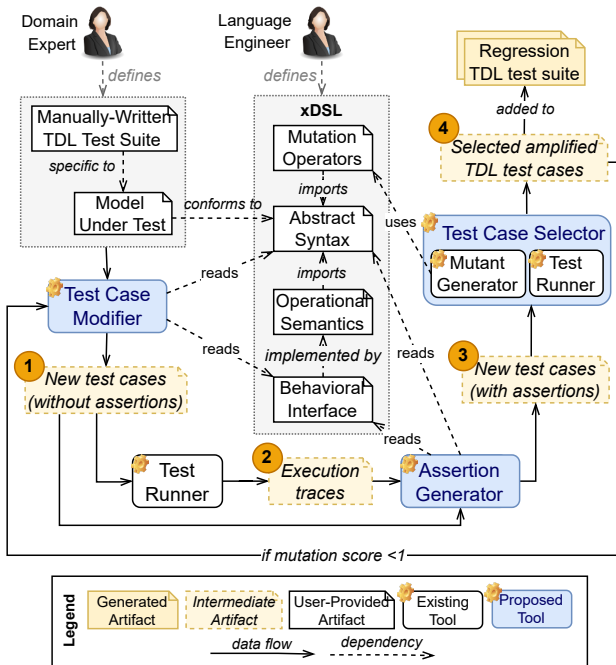 Domain
Expert
Language
Engineer
defines
defines
Manually-Written
TDL Test Suite
specific to
Model
Under Test
conforms to
xDSL
Mutation
Operators
imports
Abstract
Syntax
imports
Operational
Semantics
implemented by
Behavioral
Interface
Regression
TDL test suite
added to
4
Selected amplified
TDL test cases
uses
Test Case Selector
Mutant
Generator
Test
Runner
reads
Test Case
Modifier
reads
reads
reads
1
New test cases
(without assertions)
3
New test cases
(with assertions)
Test
Runner
2
Execution
traces
Assertion
Generator
if mutation score <1
Legend
Generated
Artifact
Intermediate
Artifact
User-Provided
Artifact
Existing
Tool
Proposed
Tool
data flow
dependency